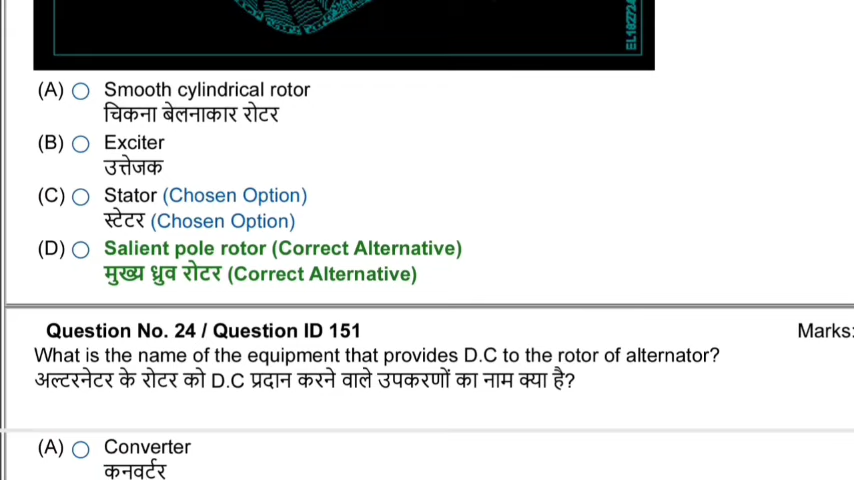 EL18272
(A) Smooth cylindrical rotor
चिकना बेलनाकार रोटर
(B) Exciter
उत्तेजक
(C) Stator (Chosen Option)
स्टेटर (Chosen Option)
(D) Salient pole rotor (Correct Alternative)
मुख्य ध्रुव रोटर (Correct Alternative)
Question No. 24 / Question ID 151
Marks:
What is the name of the equipment that provides D.C to the rotor of alternator?
अल्टरनेटर के रोटर को D.C प्रदान करने वाले उपकरणों का नाम क्या है?
(A) Converter
कनवर्टर